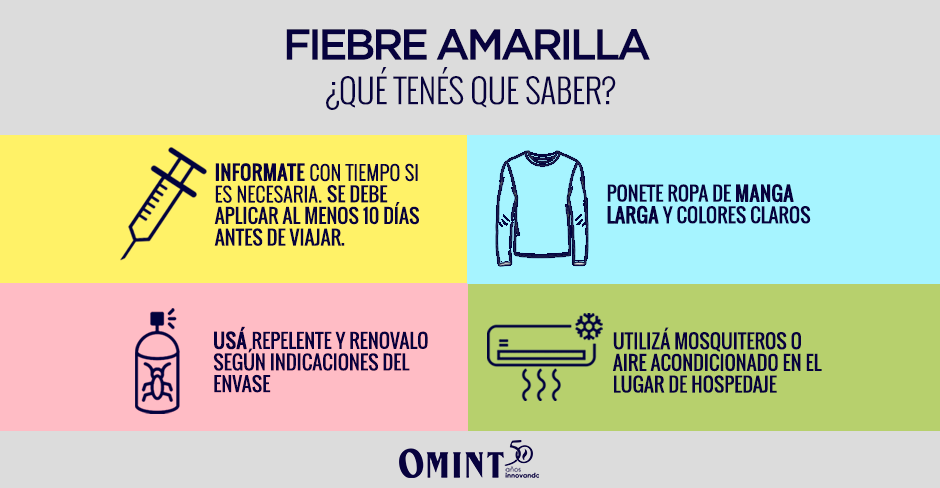 FIEBRE AMARILLA
¿QUÉ TENÉS QUE SABER?
INFORMATE CON TIEMPO SI
ES NECESARIA. SE DEBE
APLICAR AL MENOS 10 DÍAS
ANTES DE VIAJAR.
PONETE ROPA DE MANGA
LARGA Y COLORES CLAROS
USÁ REPELENTE Y RENOVALO
SEGÚN INDICACIONES DEL
ENVASE
UTILIZÁ MOSQUITEROS O
AIRE ACONDICIONADO EN EL
LUGAR DE HOSPEDAJE
OMINT 50
años
innovando